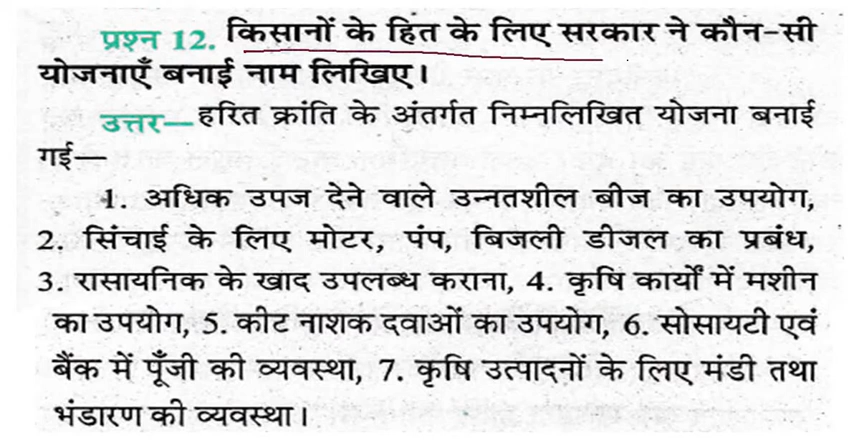 प्रश्न 12. किसानों के हित के लिए सरकार ने कौन-सी
योजनाएँ बनाई नाम लिखिए।
उत्तर—हरित क्रांति के अंतर्गत निम्नलिखित योजना बनाई
गई—
1. अधिक उपज देने वाले उन्नतशील बीज का उपयोग,
2. सिंचाई के लिए मोटर, पंप, बिजली डीजल का प्रबंध,
3. रासायनिक के खाद उपलब्ध कराना, 4. कृषि कार्यों में मशीन
का उपयोग, 5. कीट नाशक दवाओं का उपयोग, 6. सोसायटी एवं
बैंक में पूँजी की व्यवस्था, 7. कृषि उत्पादनों के लिए मंडी तथा
भंडारण की व्यवस्था।